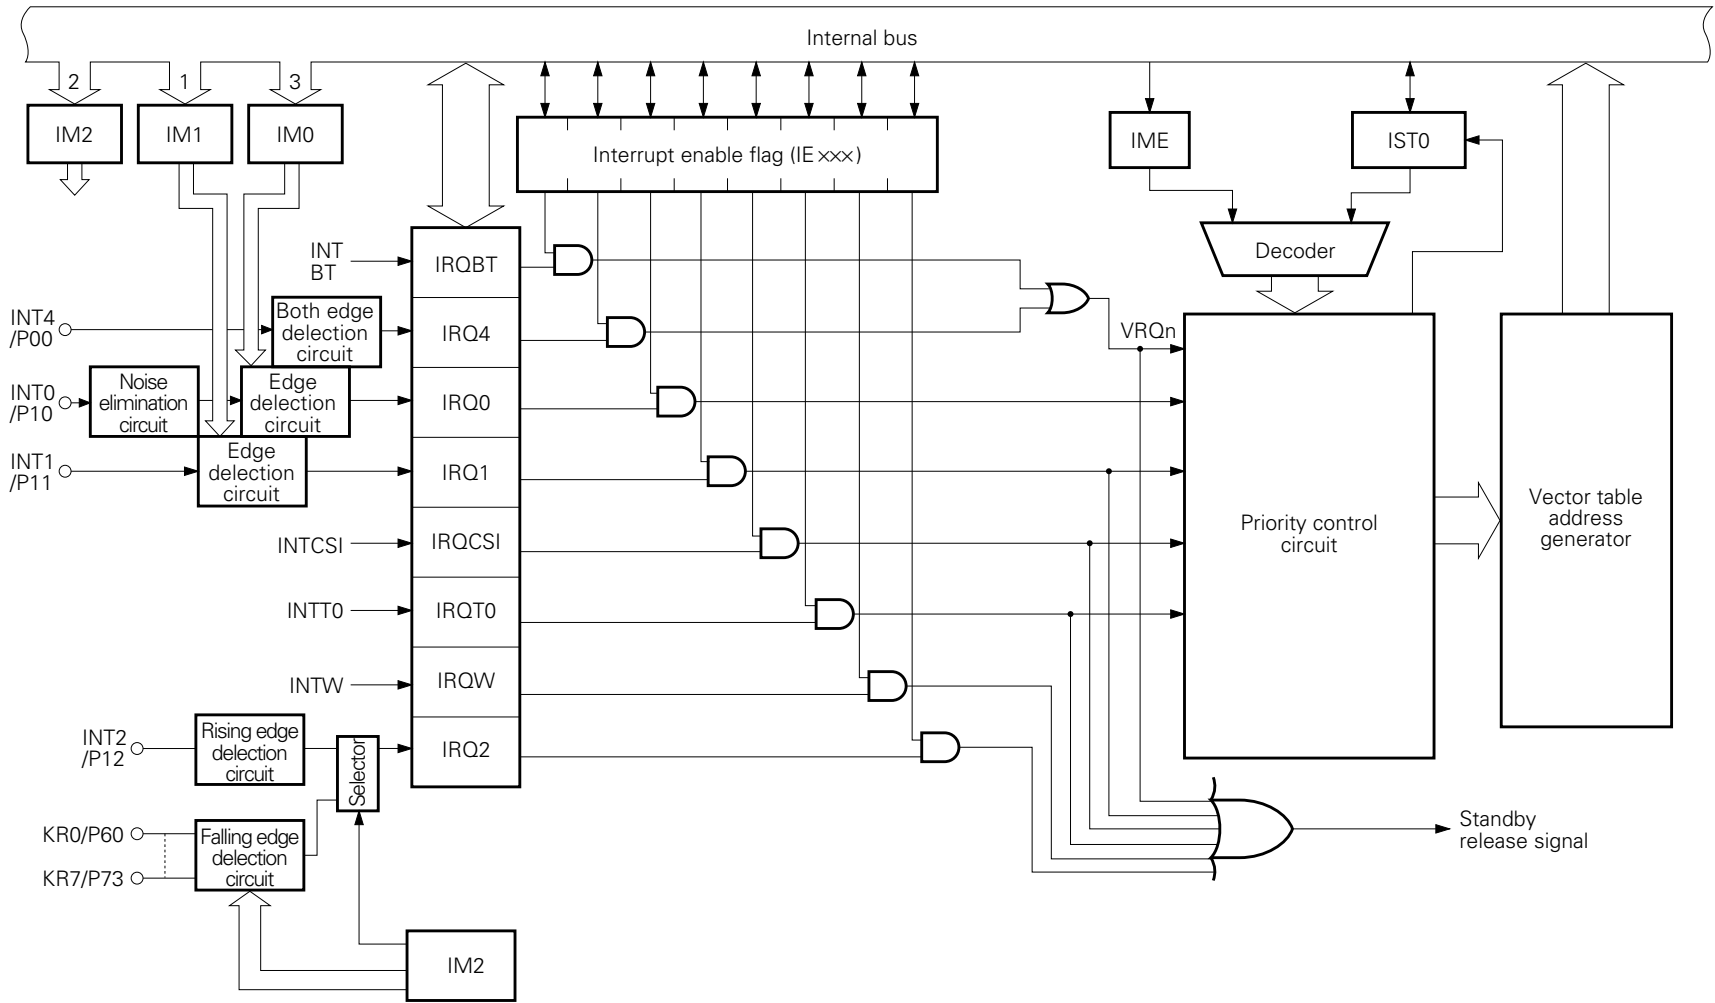 Internal bus
2
1
3
IM2
IM1
IM0
Interrupt enable flag (IE×××)
IME
IST0
Decoder
INT
BT
IRQBT
INT4
/P00
Both edge
delection
circuit
IRQ4
VRQn
INT0
/P10
Noise
elimination
circuit
Edge
delection
circuit
IRQ0
INT1
/P11
Edge
delection
circuit
IRQ1
Priority control
circuit
Vector table
address
generator
INTCSI
IRQCSI
INTT0
IRQT0
INTW
IRQW
INT2
/P12
Rising edge
delection
circuit
Selector
IRQ2
KR0/P60
KR7/P73
Falling edge
delection
circuit
Standby
release signal
IM2